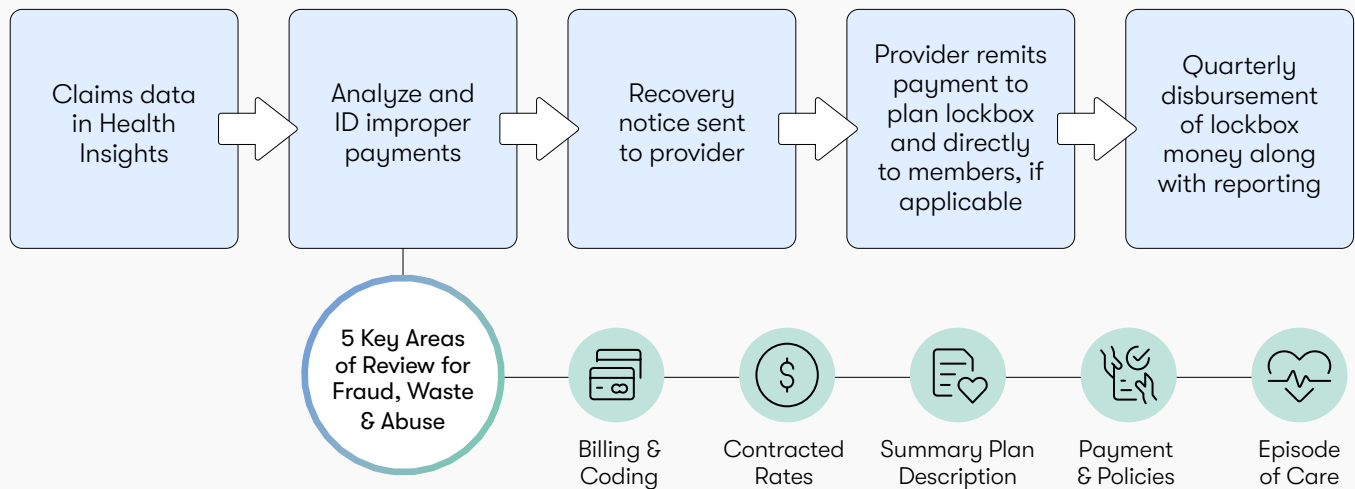 Claims data
in Health
Insights
Analyze and
ID improper
payments
Recovery
notice sent
to provider
Provider remits
payment to
plan lockbox
and directly
to members, if
applicable
Quarterly
disbursement
of lockbox
money along
with reporting
5 Key Areas
of Review for
Fraud, Waste
& Abuse
Billing &
Coding
Contracted
Rates
Summary Plan
Description
Payment
& Policies
Episode
of Care